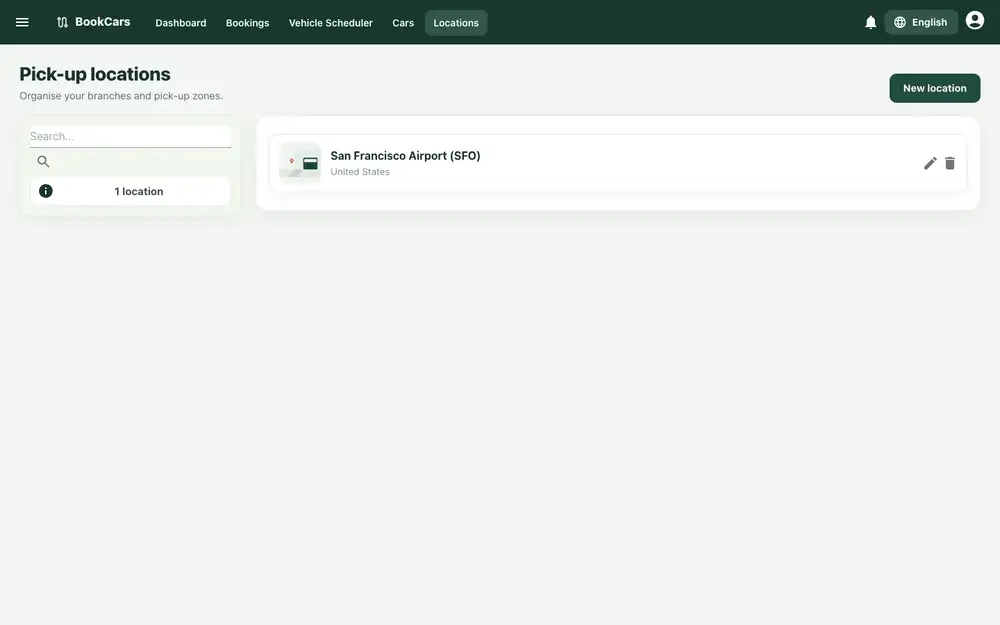 BookCars
Dashboard
Bookings
Vehicle Scheduler
Cars
Locations
English
Pick-up locations
Organise your branches and pick-up zones.
New location
Search...
1 location
San Francisco Airport (SFO)
United States